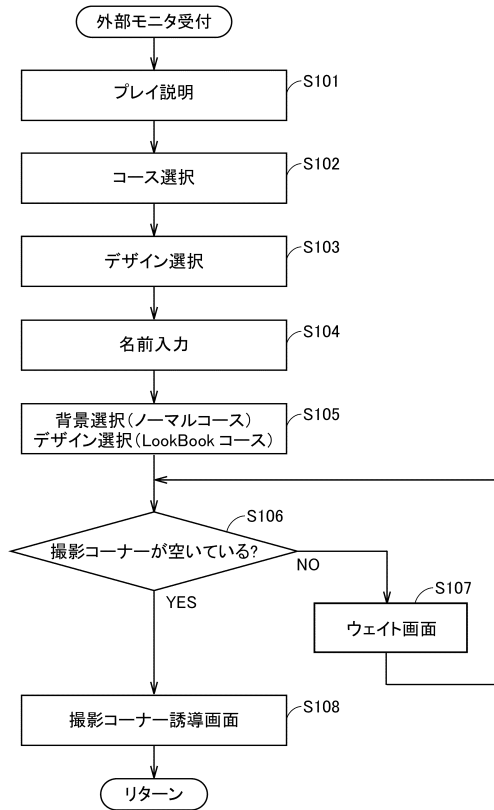 外部モニタ受付
プレイ説明
S101
コース選択
S102
デザイン選択
S103
名前入力
S104
背景選択(ノーマルコース)
デザイン選択(LookBook コース)
S105
S106
撮影コーナーが空いている?
NO
YES
S107
ウェイト画面
撮影コーナー誘導画面
S108
リターン